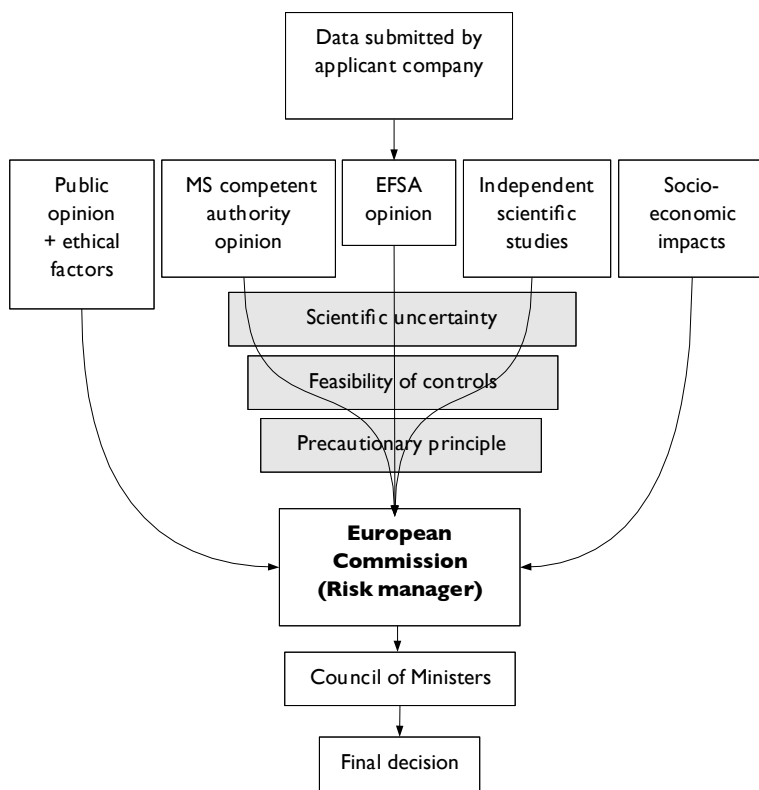 Data submitted by
applicant company
Public
opinion
+ ethical
factors
MS competent
authority
opinion
EFSA
opinion
Independent
scientific
studies
Socio-
economic
impacts
Scientific uncertainty
Feasibility of controls
Precautionary principle
European
Commission
(Risk manager)
Council of Ministers
Final decision